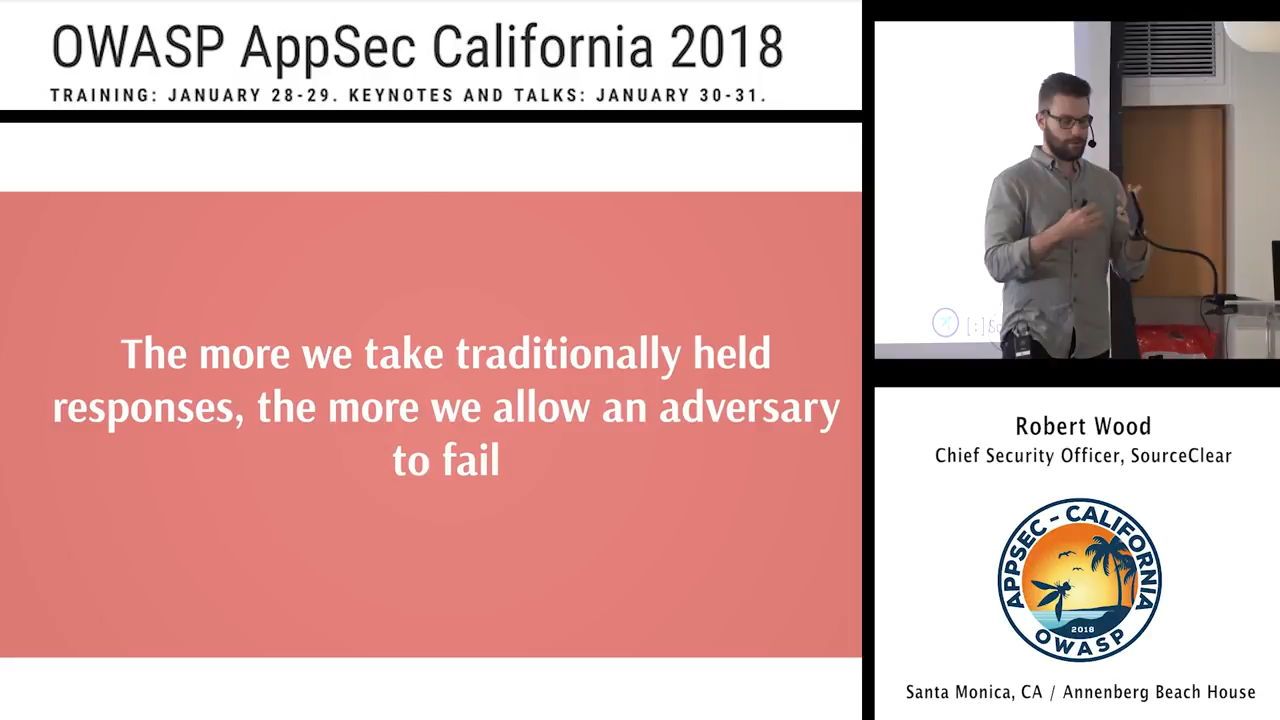 OWASP AppSec California 2018
TRAINING: JANUARY 28-29. KEYNOTES AND TALKS: JANUARY 30-31.
The more we take traditionally held
responses, the more we allow an adversary
to fail
Robert Wood
Chief Security Officer, SourceClear
APPSEC - CALIFORNIA
2018
OWASP
Santa Monica, CA / Annenberg Beach House